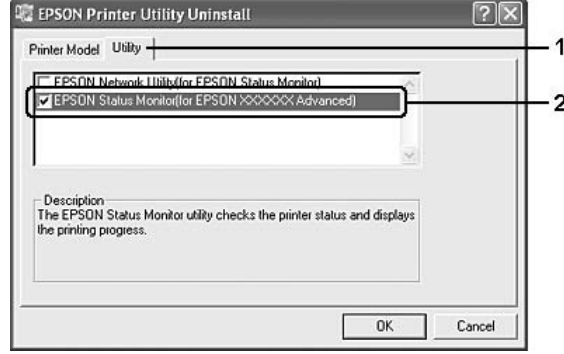 EPSON Printer Utility Uninstall
Printer Model Utility
1
EPSON Network Utility(for EPSON Status Monitor)
EPSON Status Monitor(for EPSON XXXXXX Advanced)
2
Description
The EPSON Status Monitor utility checks the printer status and displays
the printing progress.
OK Cancel